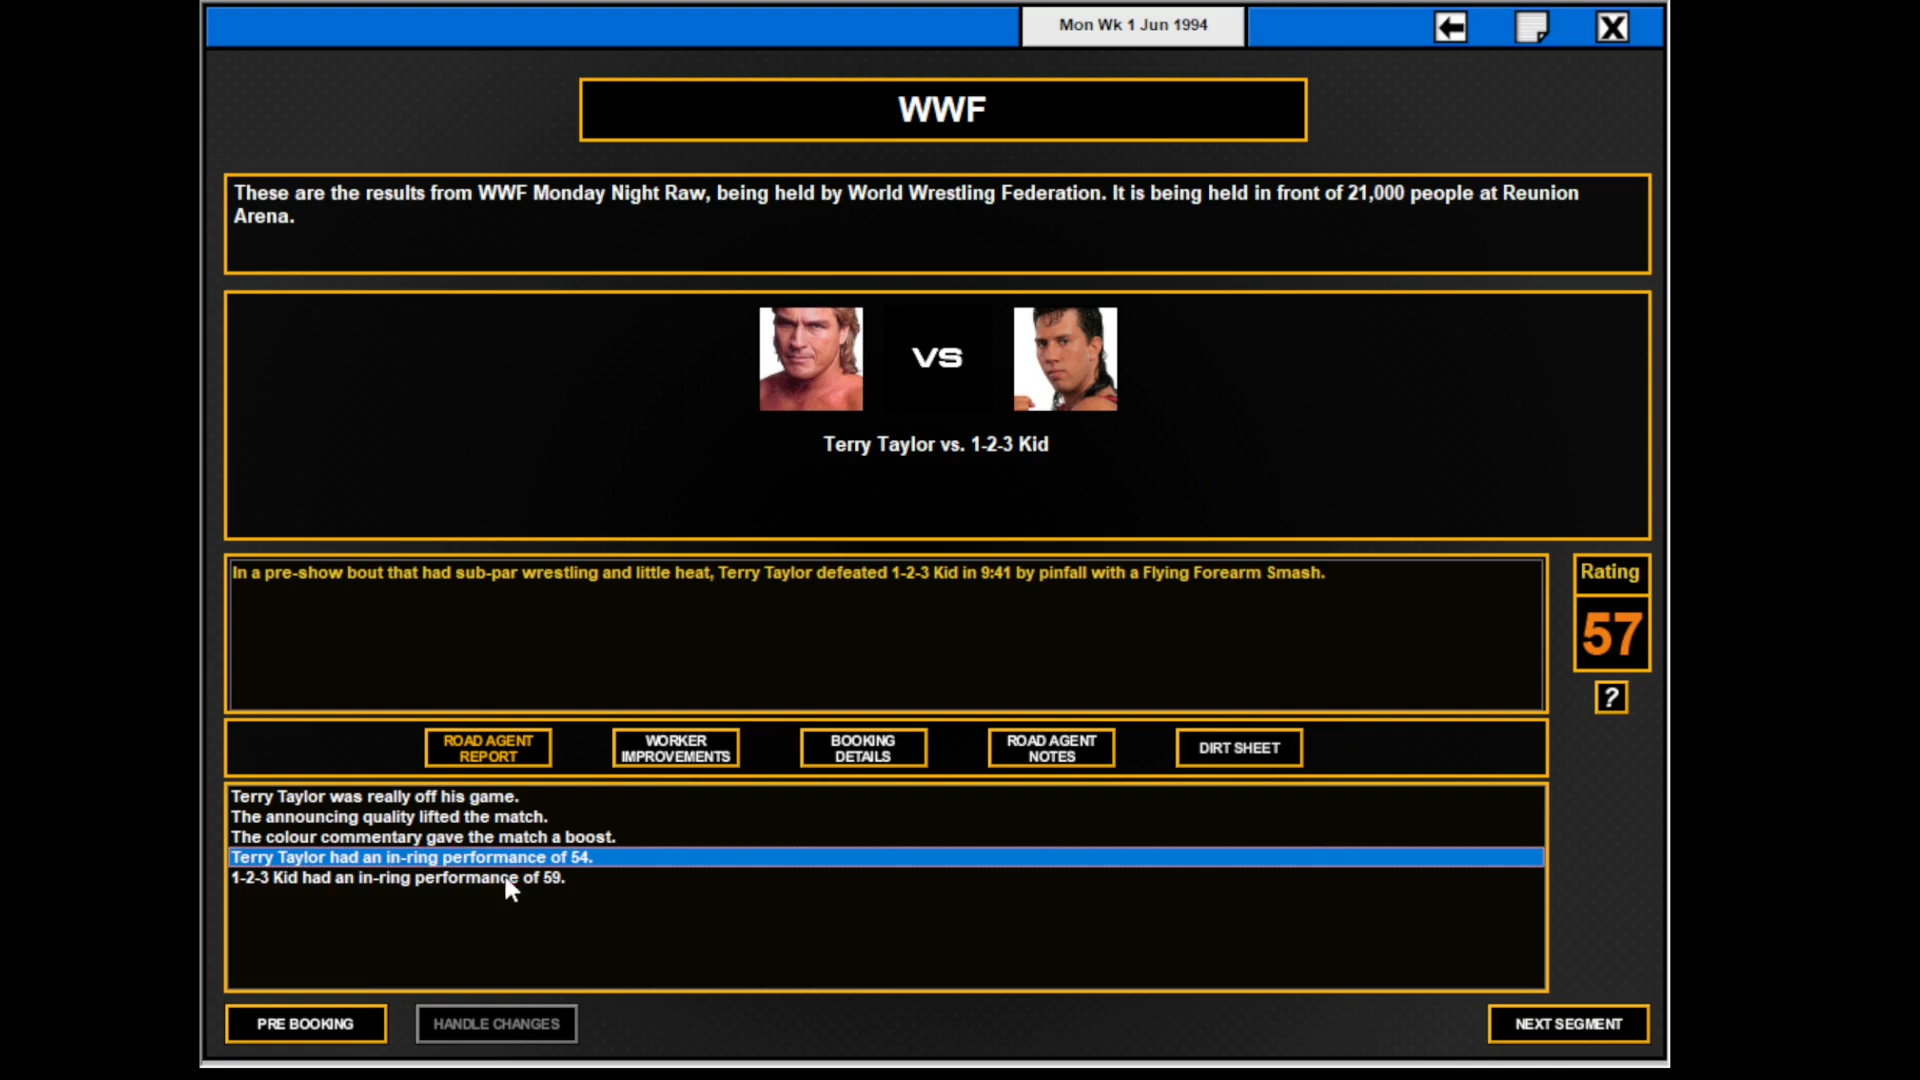 Mon Wk 1 Jun 1994
X
WWF
These are the results from WWF Monday Night Raw, being held by World Wrestling Federation. It is being held in front of 21,000 people at Reunion
Arena.
VS
Terry Taylor vs. 1-2-3 Kid
In a pre-show bout that had sub-par wrestling and little heat, Terry Taylor defeated 1-2-3 Kid in 9:41 by pinfall with a Flying Forearm Smash.
Rating
57
?
ROAD AGENT
REPORT
WORKER
IMPROVEMENTS
BOOKING
DETAILS
ROAD AGENT
NOTES
DIRT SHEET
Terry Taylor was really off his game.
The announcing quality lifted the match.
The colour commentary gave the match a boost.
Terry Taylor had an in-ring performance of 54.
1-2-3 Kid had an in-ring performance of 59.
PRE BOOKING
HANDLE CHANGES
NEXT SEGMENT